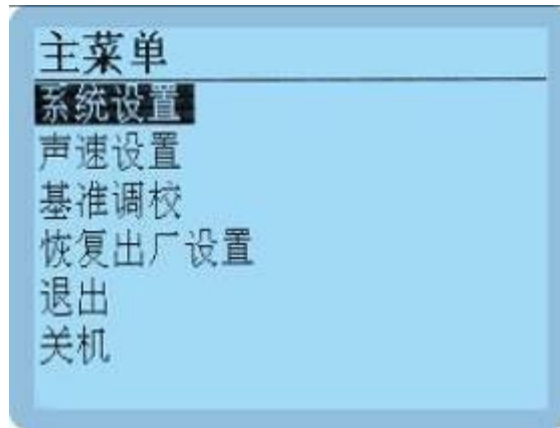 主菜单
系统设置
声速设置
基准调校
恢复出厂设置
退出
关机